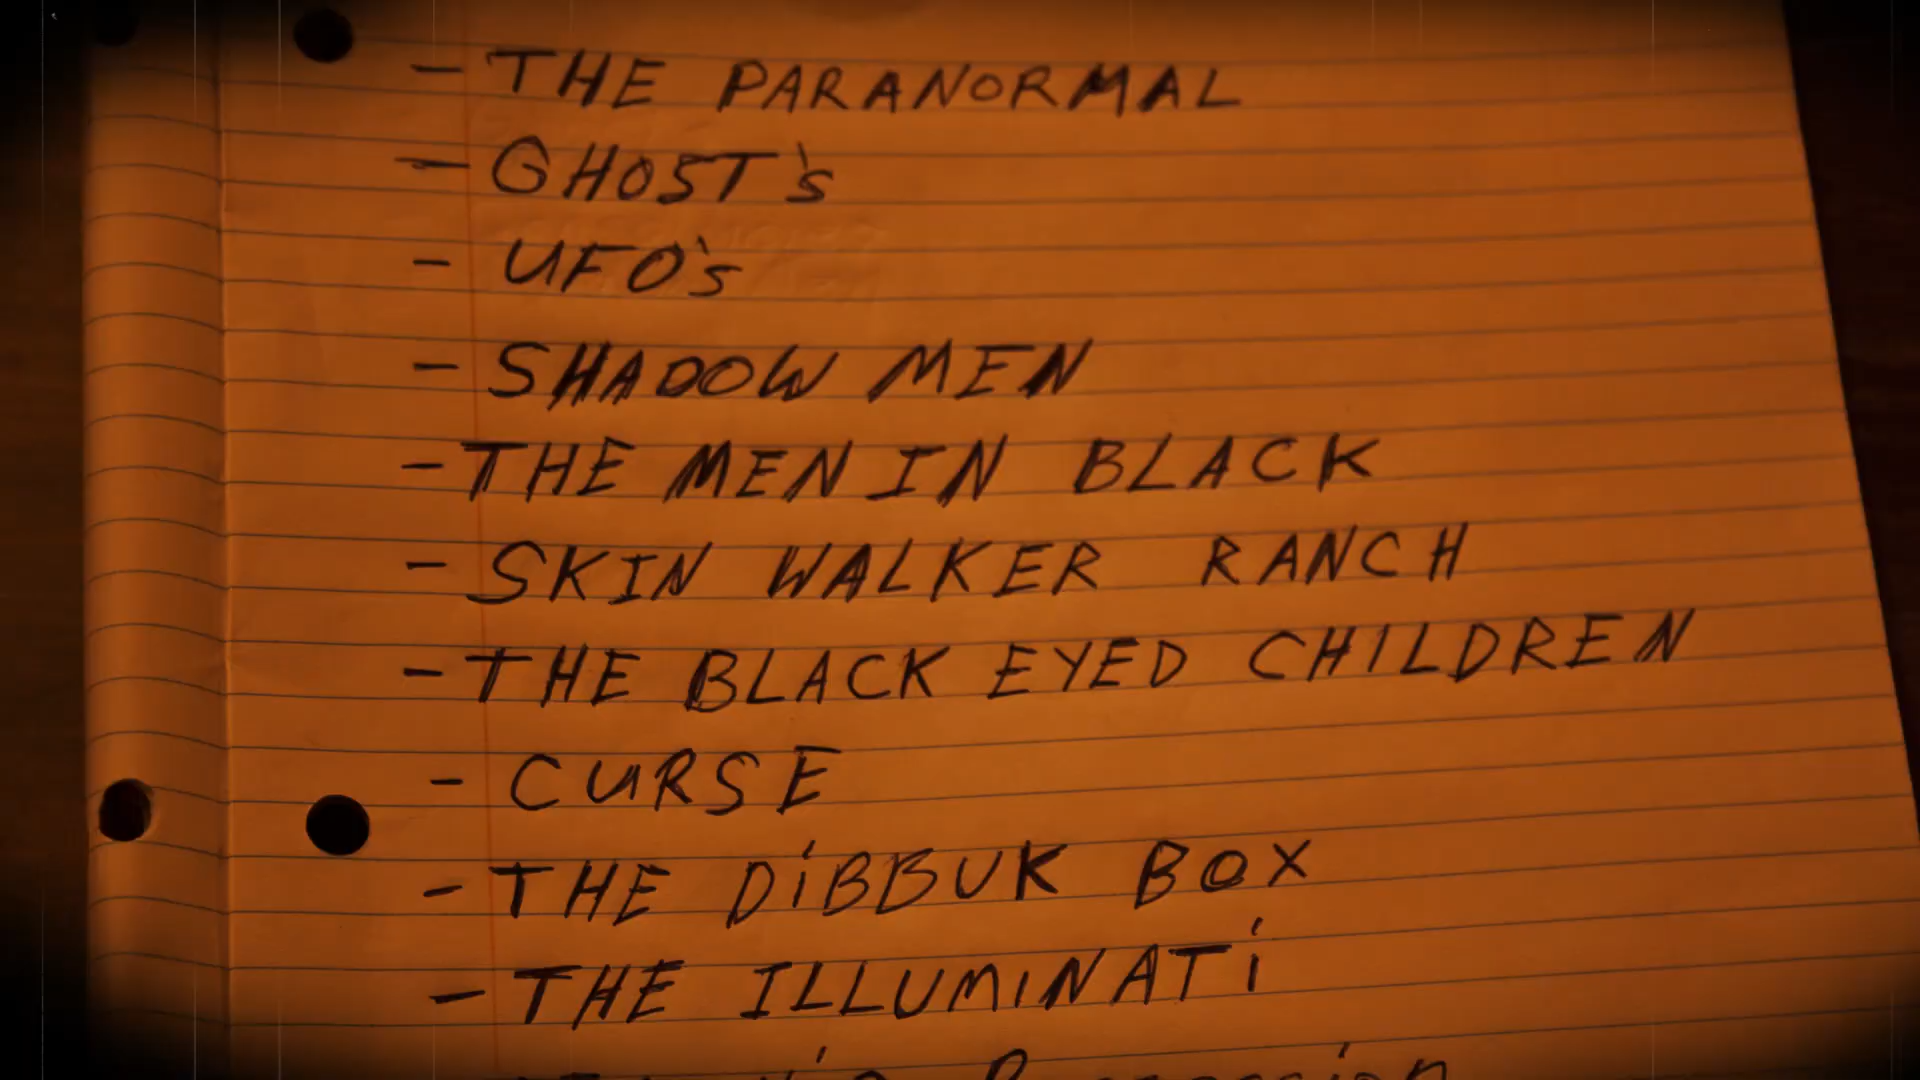 - THE PARANORMAL
- GHOST's
- UFO's
- SHADOW MEN
- THE MEN IN BLACK
- SKIN WALKER RANCH
- THE BLACK EYED CHILDREN
- CURSE
- THE DiBBUK BOX
- THE ILLUMiNATi